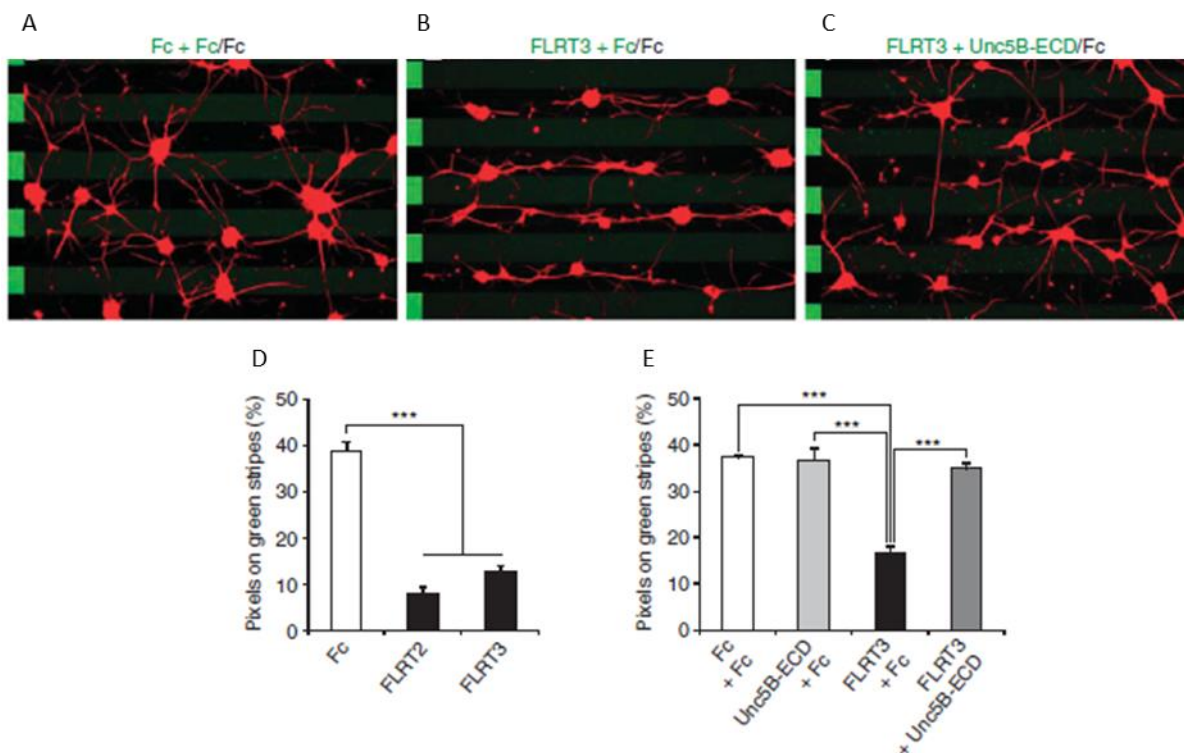 A
B
C
Fc + Fc/Fc
FLRT3 + Fc/Fc
FLRT3 + Unc5B-ECD/Fc
D
E
Pixels on green stripes (%)
50
40
30
20
10
0
***
Fc
FLRT2
FLRT3
Pixels on green stripes (%)
50
40
30
20
10
0
***
***
***
Fc
+ Fc
Unc5B-ECD
+ Fc
FLRT3
+ Fc
FLRT3
+ Unc5B-ECD